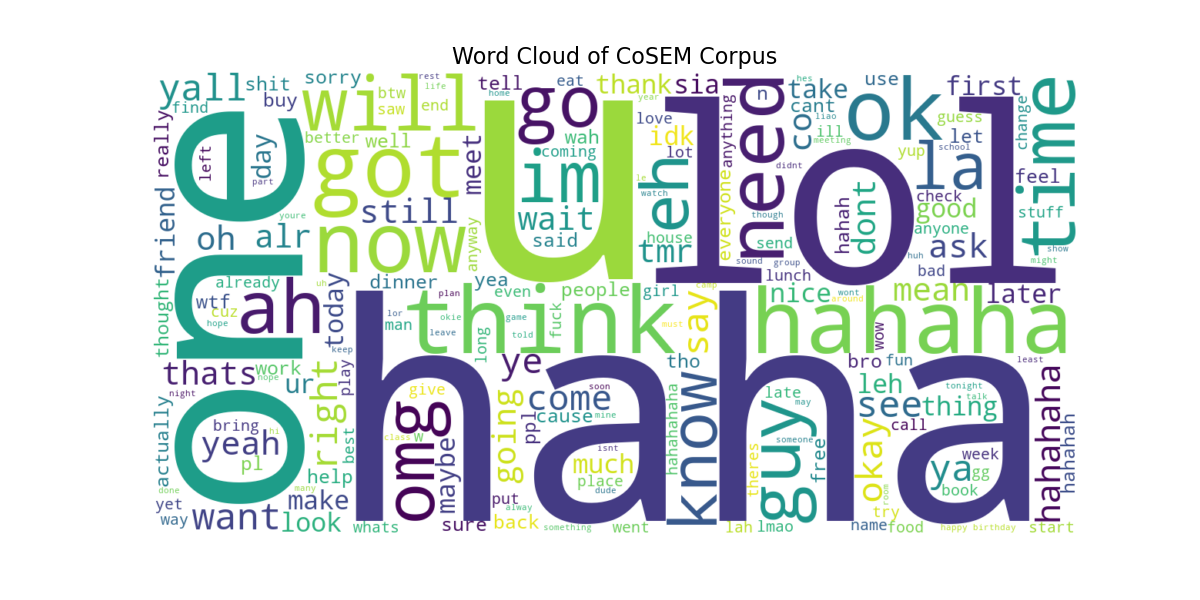 Word Cloud of CoSEM Corpus
yall
shit
sorry
rest
life
tell
eat
thank
sia
hes
n
take
use
first
find
buy
will
btw
saw
end
go
home
year
love
idk
need
cant
co
liao
ill
meeting
ok
guess
change
time
really
left
day
part
better
well
got
meet
wah
coming
im
wait
said
u
le
watch
eh
lot
anything
everyone
didnt
though
lol
yup
school
let
la
feel
one
youre
still
anyway
house
tmr
send
hahah
dont
check
good
anyone
stuff
show
might
friend
thought
oh
alr
now
sound
group
lunch
huh
ask
bad
already
wtf
cuz
hope
ah
uh
today
dinner
yea
even
people
girl
camp
nice
wont
around
mean
later
lor
man
plan
okie
leave
think
game
told
long
fuck
must
say
hahaha
wow
keep
thats
work
hope
night
ur
play
right
haha
ye
tho
bro
fun
least
give
come
soon
cause
mine
hahahahaha
late
may
leh
tonight
talk
see
thing
call
actually
bring
hi
yeah
pl
best
help
class
w
omg
maybe
going
ppl
isnt
much
place
dude
know
theres
guy
someone
free
okay
room
week
ya
gg
book
hahahaha
hahahah
done
many
yet
way
want
make
look
whats
sure
put
back
alway
something
went
lah
lmao
try
name
food
happy birthday
start